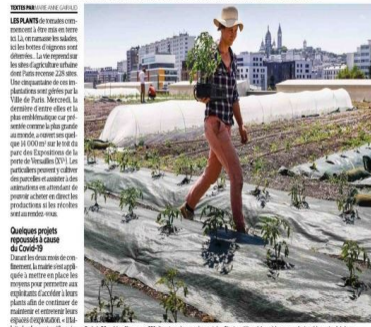 TEXTES PAR MARIE-ANNE GAIRAUD
LES PLANTS de tomates com-
mencent à être mis en terre
ici. Là, on ramasse les salades,
ici les bottes d'oignons sont
déterrées... La vie reprend sur
les sites d'agriculture urbaine
dont Paris recense 228 sites.
Une cinquantaine de ces im-
plantations sont gérées par la
Ville de Paris. Mercredi, la
dernière d'entre elles et la
plus emblématique car pré-
sentée comme la plus grande
au monde, a ouvert ses quel-
que 14 000 m² sur le toit du
parc des Expositions de la
porte de Versailles (XVᵉ). Les
particuliers peuvent y cultiver
des parcelles et assister à des
animations en attendant de
pouvoir acheter en direct les
productions si les récoltes
sont au rendez-vous.
Quelques projets
repoussés à cause
du Covid-19
Durant les deux mois de con-
finement, la mairie s'est appli-
quée à mettre en place les
moyens pour permettre aux
exploitants d'accéder à leurs
plants afin de continuer de
maintenir et entretenir leurs
espaces d'exploitation.